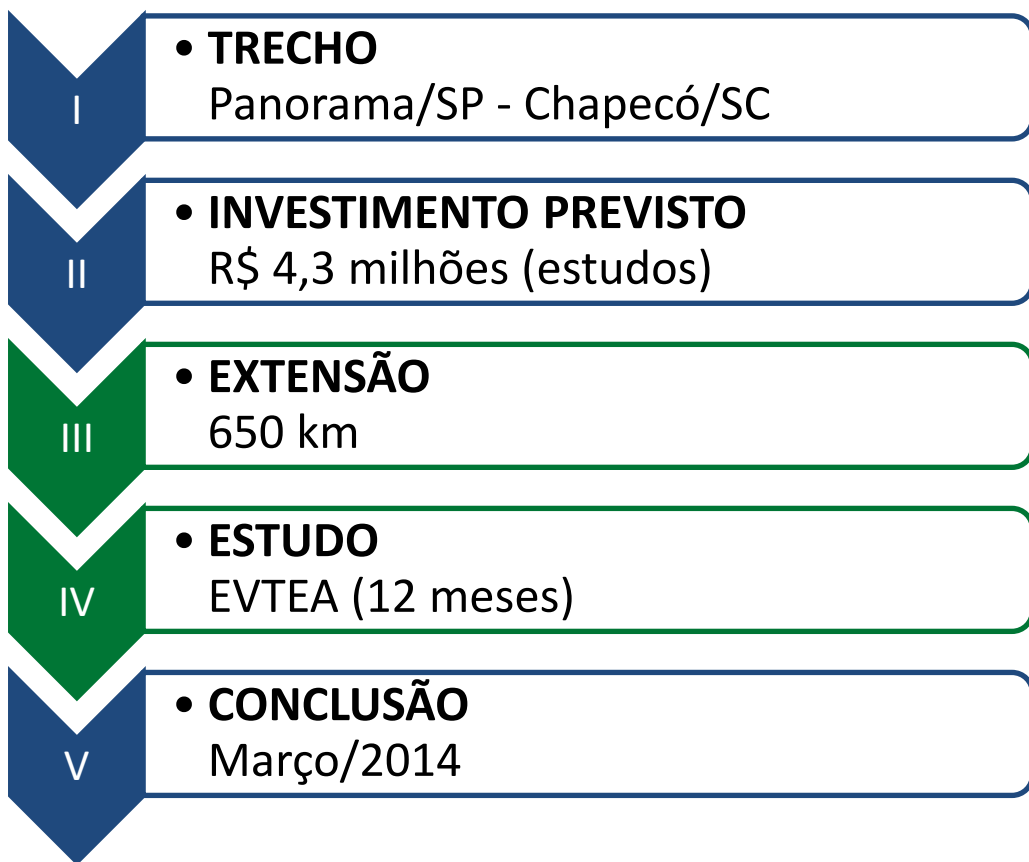 I
• TRECHO
Panorama/SP - Chapecó/SC
II
• INVESTIMENTO PREVISTO
R$ 4,3 milhões (estudos)
III
• EXTENSÃO
650 km
IV
• ESTUDO
EVTEA (12 meses)
V
• CONCLUSÃO
Março/2014